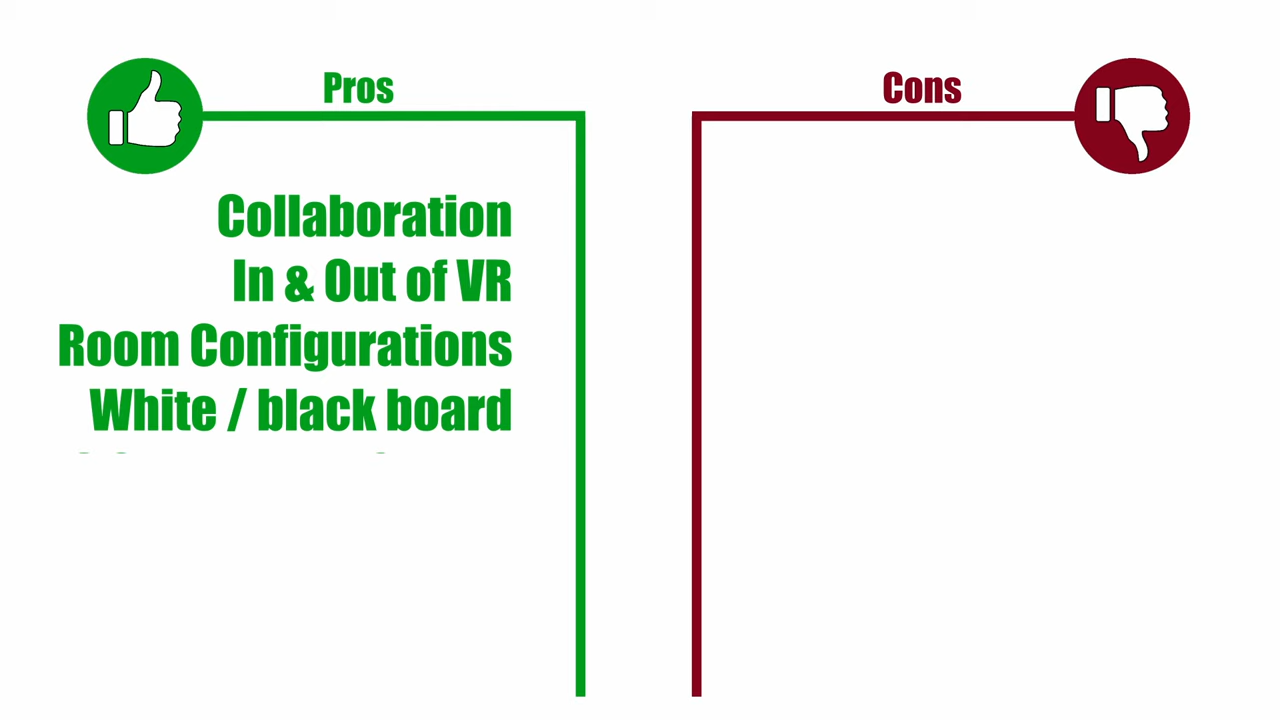 Pros
Cons
Collaboration
In & Out of VR
Room Configurations
White / black board